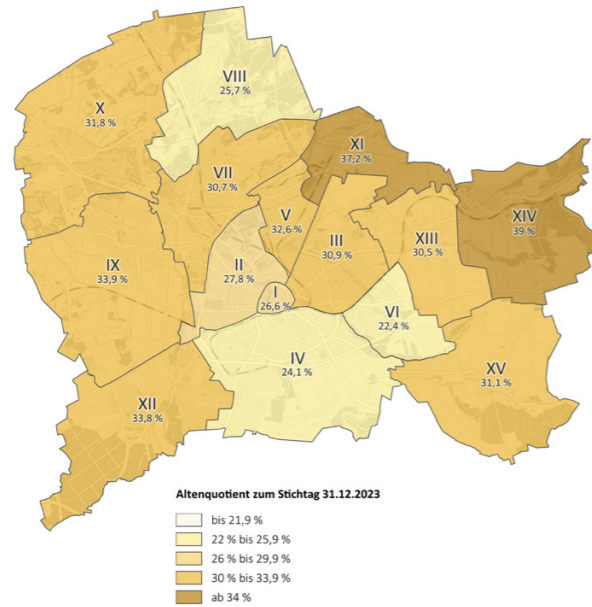 VIII
25,7 %
X
31,8 %
XI
37,2 %
VII
30,7 %
V
32,6 %
XIV
39 %
III
30,9 %
XIII
30,5 %
IX
33,9 %
II
27,8 %
I
26,6 %
VI
22,4 %
IV
24,1 %
XV
31,1 %
XII
33,8 %
Altenquotient zum Stichtag 31.12.2023
bis 21,9 %
22 % bis 25,9 %
26 % bis 29,9 %
30 % bis 33,9 %
ab 34 %